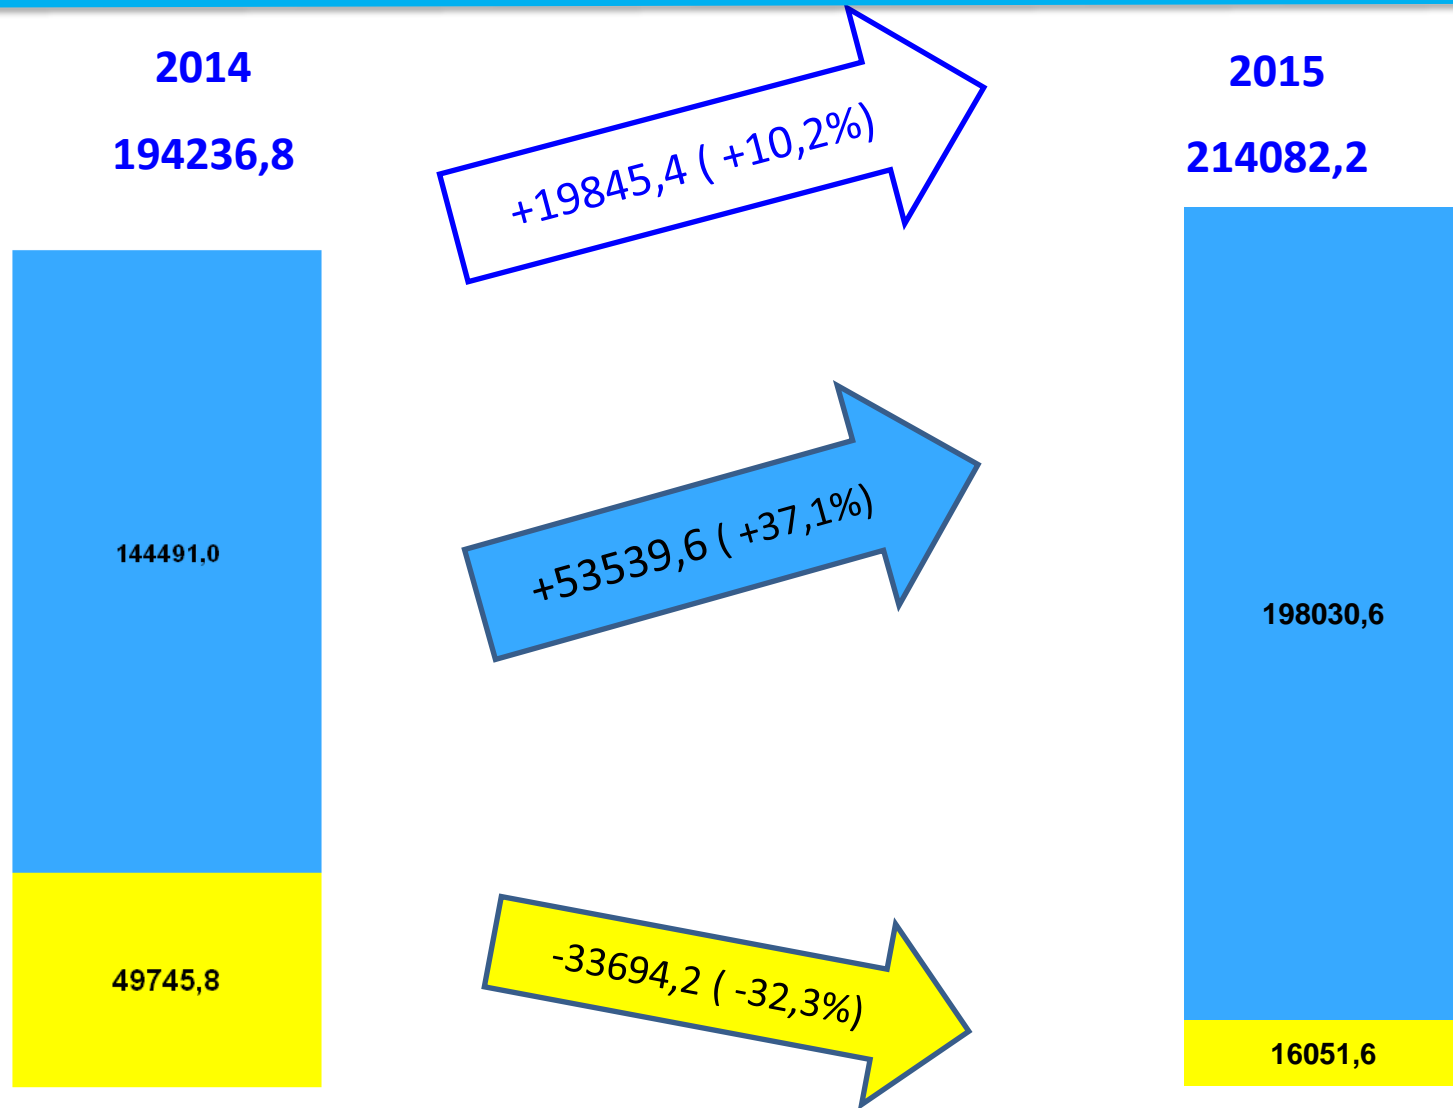 2014
194236,8
+19845,4 ( +10,2%)
2015
214082,2
144491,0
+53539,6 ( +37,1%)
198030,6
49745,8
-33694,2 ( -32,3%)
16051,6